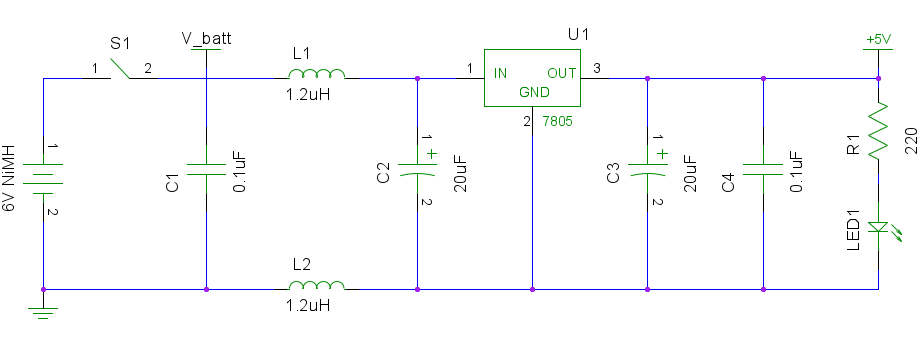 S1
1
2
V_batt
L1
1.2uH
U1
1
IN
OUT
3
GND
2
7805
+5V
1
2
6V NiMH
C1
0.1uF
1
+
2
C2
20uF
1
+
2
C3
20uF
C4
0.1uF
R1
220
LED1
L2
1.2uH